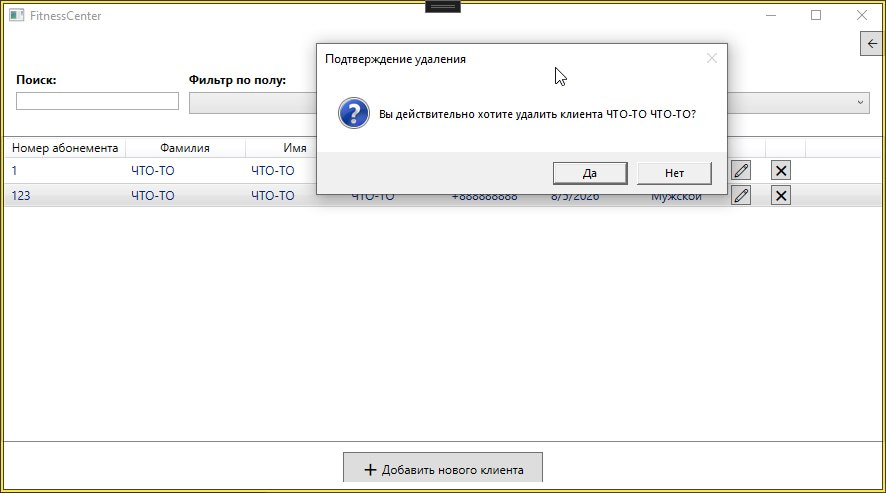 FitnessCenter
Подтверждение удаления
Поиск:
Фильтр по полу:
Вы действительно хотите удалить клиента ЧТО-ТО ЧТО-ТО?
Да Нет
Номер абонемента Фамилия Имя
1 ЧТО-ТО ЧТО-ТО
123 ЧТО-ТО ЧТО-ТО ЧТО-ТО +888888888 8/5/2026 Мужской
+ Добавить нового клиента